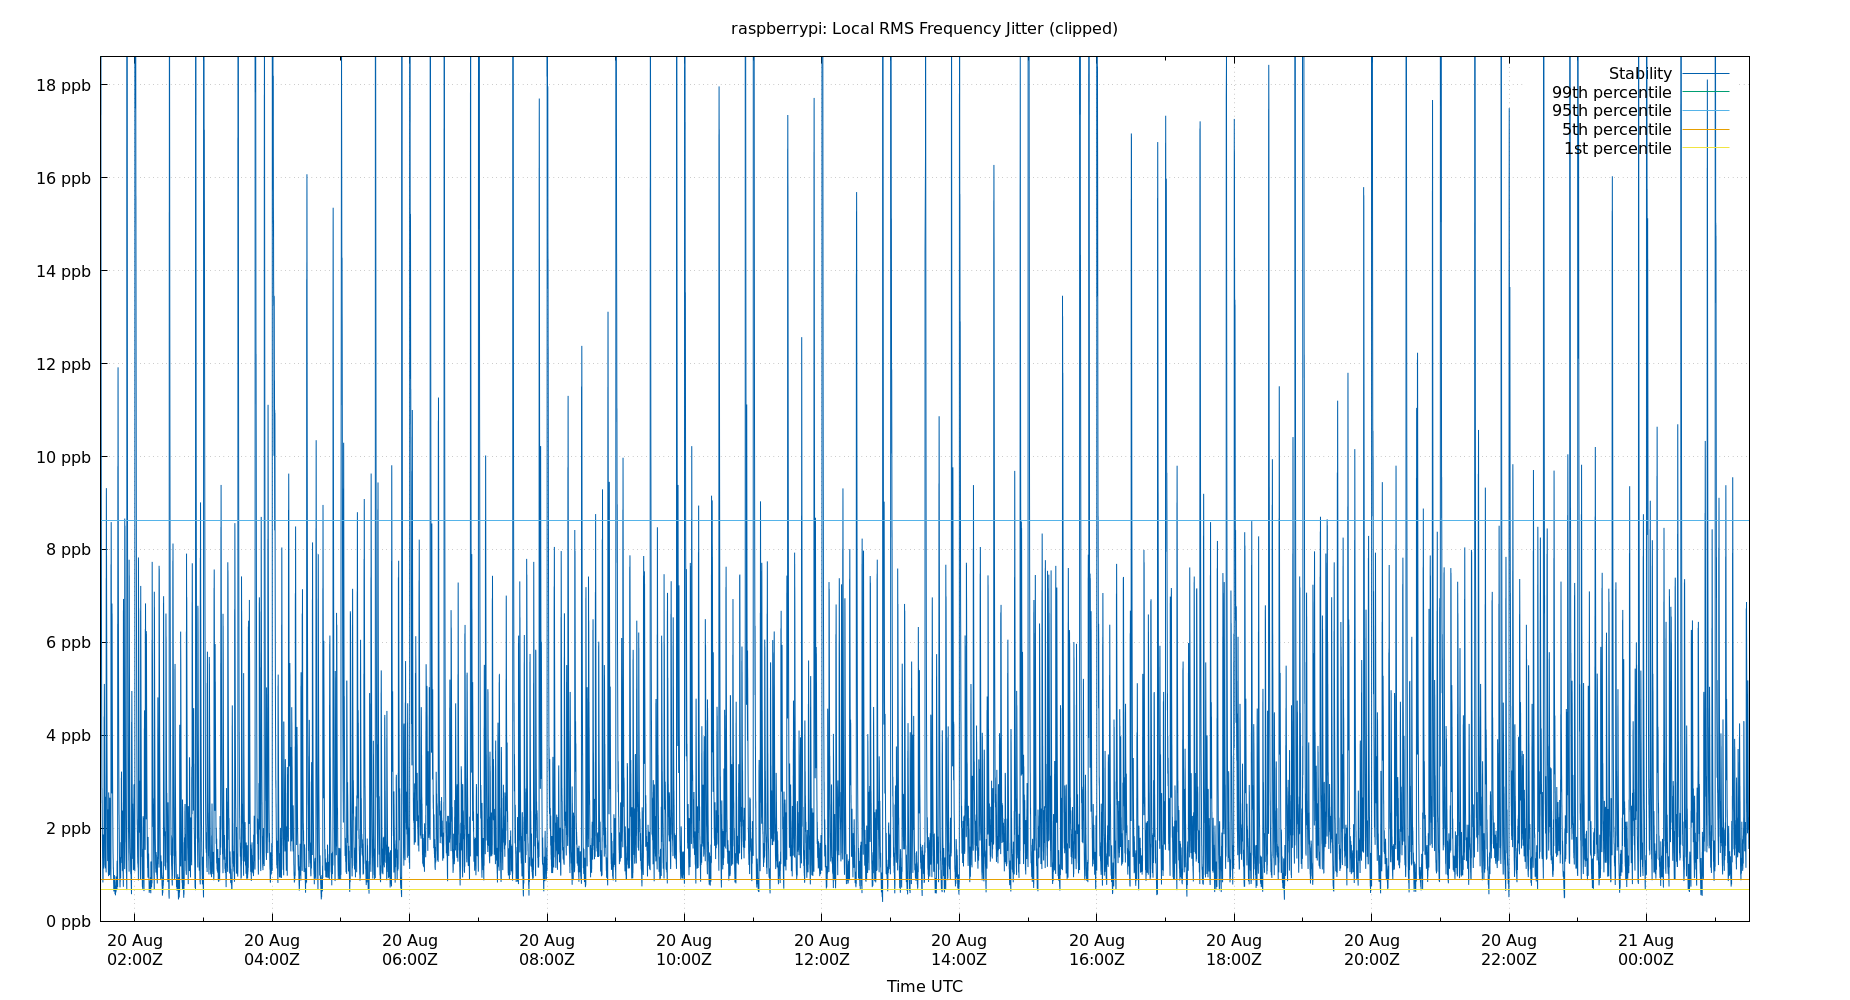 raspberrypi: Local RMS Frequency Jitter (clipped)
Stability
99th percentile
95th percentile
5th percentile
1st percentile
18 ppb
16 ppb
14 ppb
12 ppb
10 ppb
8 ppb
6 ppb
4 ppb
2 ppb
0 ppb
20 Aug 20 Aug 20 Aug 20 Aug 20 Aug 20 Aug 20 Aug 20 Aug 20 Aug 20 Aug 20 Aug 21 Aug
02:00Z 04:00Z 06:00Z 08:00Z 10:00Z 12:00Z 14:00Z 16:00Z 18:00Z 20:00Z 22:00Z 00:00Z
Time UTC